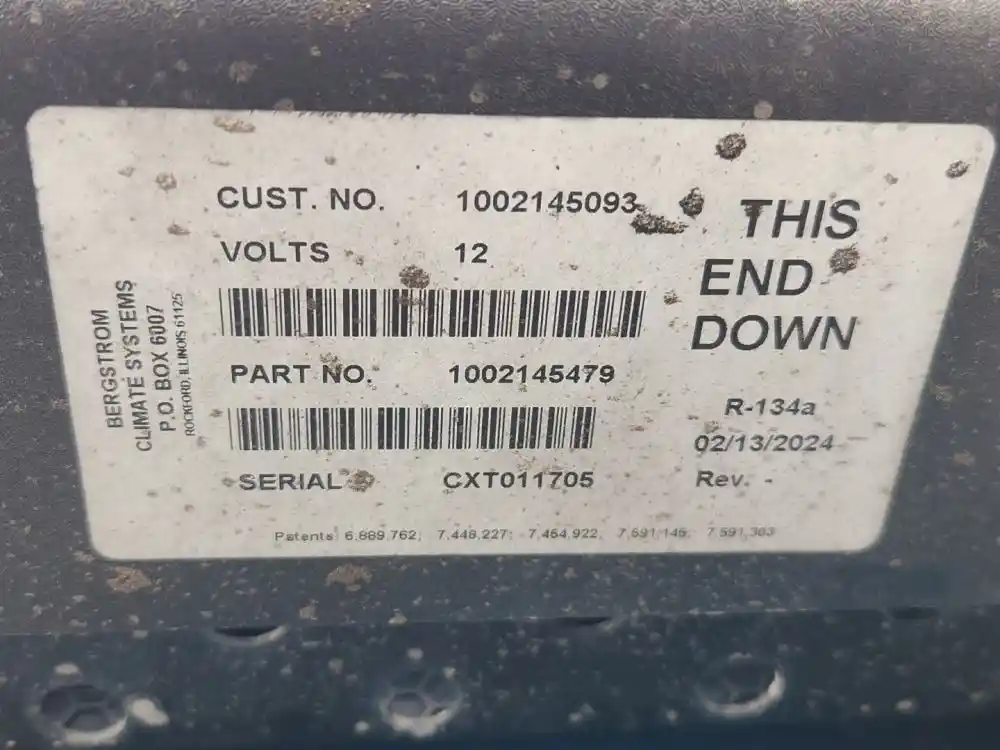 BERGSTROM
CLIMATE SYSTEMS
P.O. BOX 6007
ROCKFORD, ILLINOIS 61125
CUST. NO. 1002145093
VOLTS 12
PART NO. 1002145479
SERIAL CXT011705
THIS
END
DOWN
R-134a
02/13/2024
Rev. -
Patents: 6,889,762; 7,448,227; 7,454,922; 7,591,145; 7,591,303